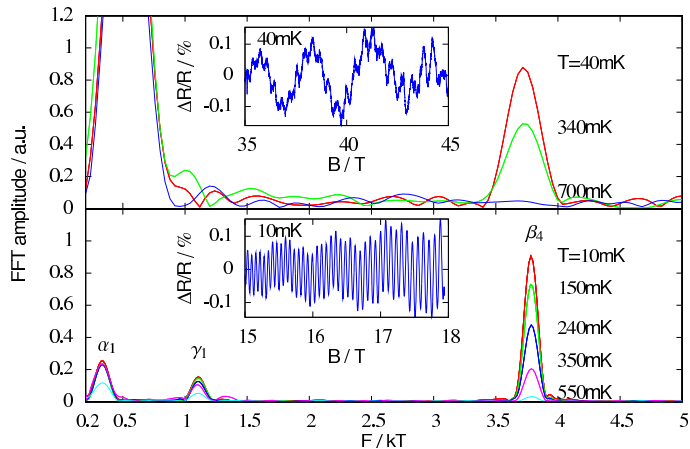 1.2
1
0.8
0.6
0.4
0.2
0
40mK
ΔR/R / %
0.1
0
-0.1
35
40
45
B / T
T=40mK
340mK
700mK
FFT amplitude / a.u.
1
0.8
0.6
0.4
0.2
0
10mK
ΔR/R / %
0.1
0
-0.1
15
16
17
18
B / T
α1
γ1
β4
T=10mK
150mK
240mK
350mK
550mK
0.2
0.5
1
1.5
2
2.5
3
3.5
4
4.5
5
F / kT